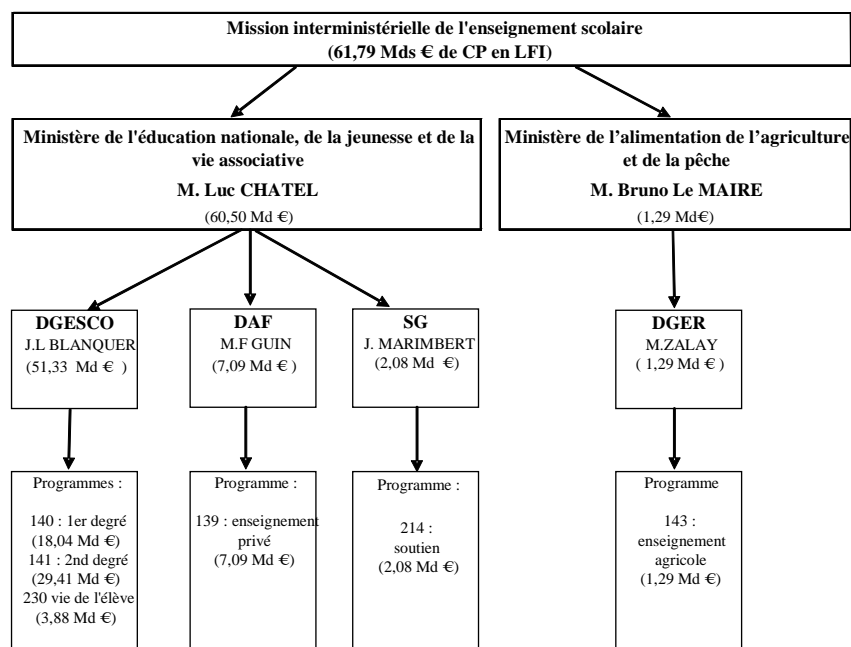 Mission interministérielle de l'enseignement scolaire
(61,79 Mds € de CP en LFI)
Ministère de l'éducation nationale, de la jeunesse et de la
vie associative
M. Luc CHATEL
(60,50 Md €)
Ministère de l’alimentation de l’agriculture
et de la pêche
M. Bruno Le MAIRE
(1,29 Md€)
DGESCO
J.L BLANQUER
(51,33 Md € )
DAF
M.F GUIN
(7,09 Md € )
SG
J. MARIMBERT
(2,08 Md €)
DGER
M.ZALAY
( 1,29 Md € )
Programmes :
140 : 1er degré
(18,04 Md €)
141 : 2nd degré
(29,41 Md €)
230 vie de l'élève
(3,88 Md €)
Programme :
139 : enseignement
privé
(7,09 Md €)
Programme :
214 :
soutien
(2,08 Md €)
Programme
143 :
enseignement
agricole
(1,29 Md €)